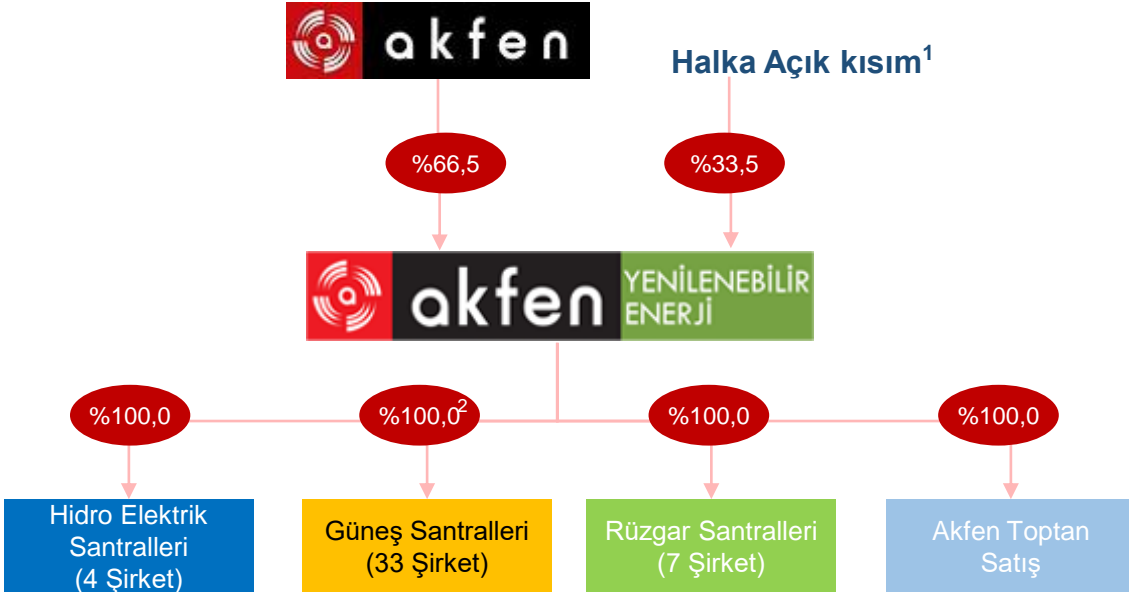 akfen
Halka Açık kısım¹
%66,5
%33,5
akfen
YENİLENEBİLİR
ENERJİ
%100,0
%100,0²
%100,0
%100,0
Hidro Elektrik
Santralleri
(4 Şirket)
Güneş Santralleri
(33 Şirket)
Rüzgar Santralleri
(7 Şirket)
Akfen Toptan
Satış